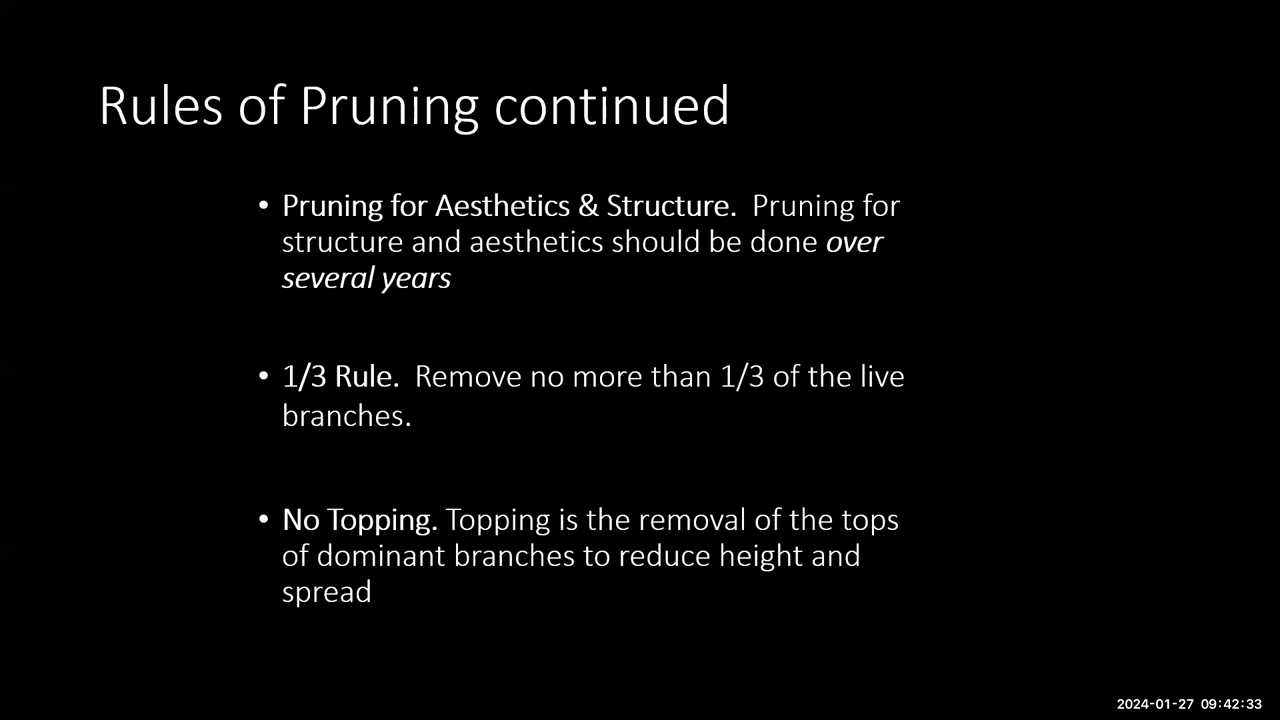 Rules of Pruning continued
• Pruning for Aesthetics & Structure. Pruning for
structure and aesthetics should be done over
several years
• 1/3 Rule. Remove no more than 1/3 of the live
branches.
• No Topping. Topping is the removal of the tops
of dominant branches to reduce height and
spread
2024-01-27 09:42:33